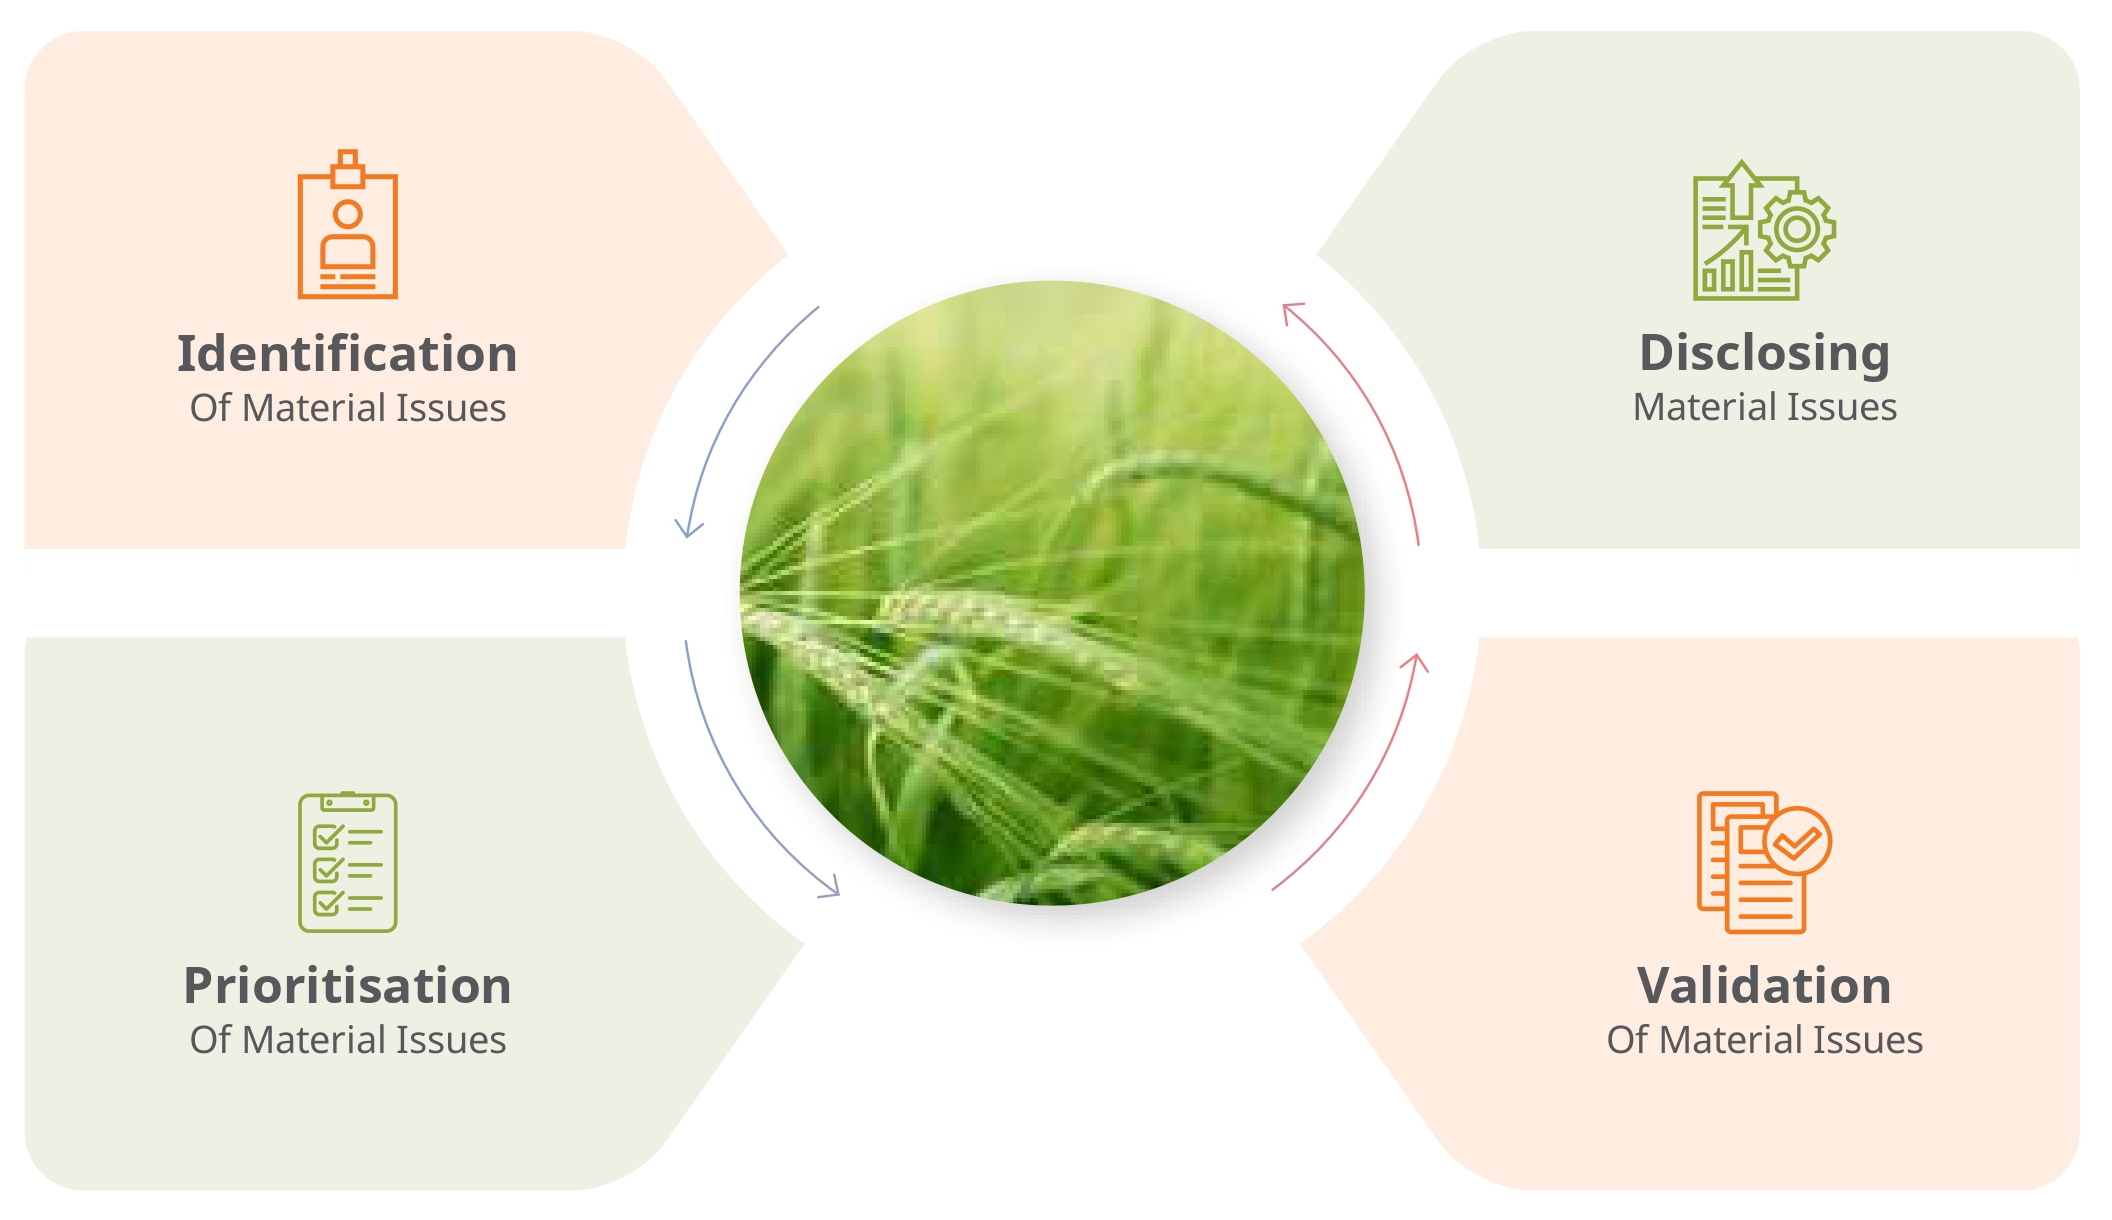 Identification
Of Material Issues
Disclosing
Material Issues
Prioritisation
Of Material Issues
Validation
Of Material Issues